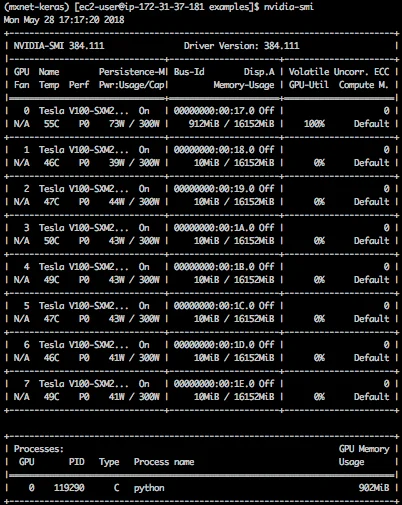 (mxnet-keras) [ec2-user@ip-172-31-37-181 examples]$ nvidia-smi
Mon May 28 17:17:20 2018
+-----------------------------------------------------------------------------+
| NVIDIA-SMI 384.111                Driver Version: 384.111                   |
|-------------------------------+----------------------+----------------------+
| GPU  Name        Persistence-M| Bus-Id        Disp.A | Volatile Uncorr. ECC |
| Fan  Temp  Perf  Pwr:Usage/Cap|         Memory-Usage | GPU-Util  Compute M. |
|===============================+======================+======================|
|   0  Tesla V100-SXM2...  On   | 00000000:00:17.0 Off |                    0 |
| N/A   55C    P0    73W / 300W |    912MiB / 16152MiB |    100%      Default |
+-------------------------------+----------------------+----------------------+
|   1  Tesla V100-SXM2...  On   | 00000000:00:18.0 Off |                    0 |
| N/A   46C    P0    39W / 300W |     10MiB / 16152MiB |      0%      Default |
+-------------------------------+----------------------+----------------------+
|   2  Tesla V100-SXM2...  On   | 00000000:00:19.0 Off |                    0 |
| N/A   47C    P0    44W / 300W |     10MiB / 16152MiB |      0%      Default |
+-------------------------------+----------------------+----------------------+
|   3  Tesla V100-SXM2...  On   | 00000000:00:1A.0 Off |                    0 |
| N/A   50C    P0    43W / 300W |     10MiB / 16152MiB |      0%      Default |
+-------------------------------+----------------------+----------------------+
|   4  Tesla V100-SXM2...  On   | 00000000:00:1B.0 Off |                    0 |
| N/A   49C    P0    43W / 300W |     10MiB / 16152MiB |      0%      Default |
+-------------------------------+----------------------+----------------------+
|   5  Tesla V100-SXM2...  On   | 00000000:00:1C.0 Off |                    0 |
| N/A   47C    P0    43W / 300W |     10MiB / 16152MiB |      0%      Default |
+-------------------------------+----------------------+----------------------+
|   6  Tesla V100-SXM2...  On   | 00000000:00:1D.0 Off |                    0 |
| N/A   46C    P0    41W / 300W |     10MiB / 16152MiB |      0%      Default |
+-------------------------------+----------------------+----------------------+
|   7  Tesla V100-SXM2...  On   | 00000000:00:1E.0 Off |                    0 |
| N/A   49C    P0    41W / 300W |     10MiB / 16152MiB |      0%      Default |
+-------------------------------+----------------------+----------------------+
+-----------------------------------------------------------------------------+
| Processes:                                                       GPU Memory |
|  GPU       PID   Type   Process name                             Usage      |
|=============================================================================|
|    0    119290      C   python                                       902MiB |
+-----------------------------------------------------------------------------+